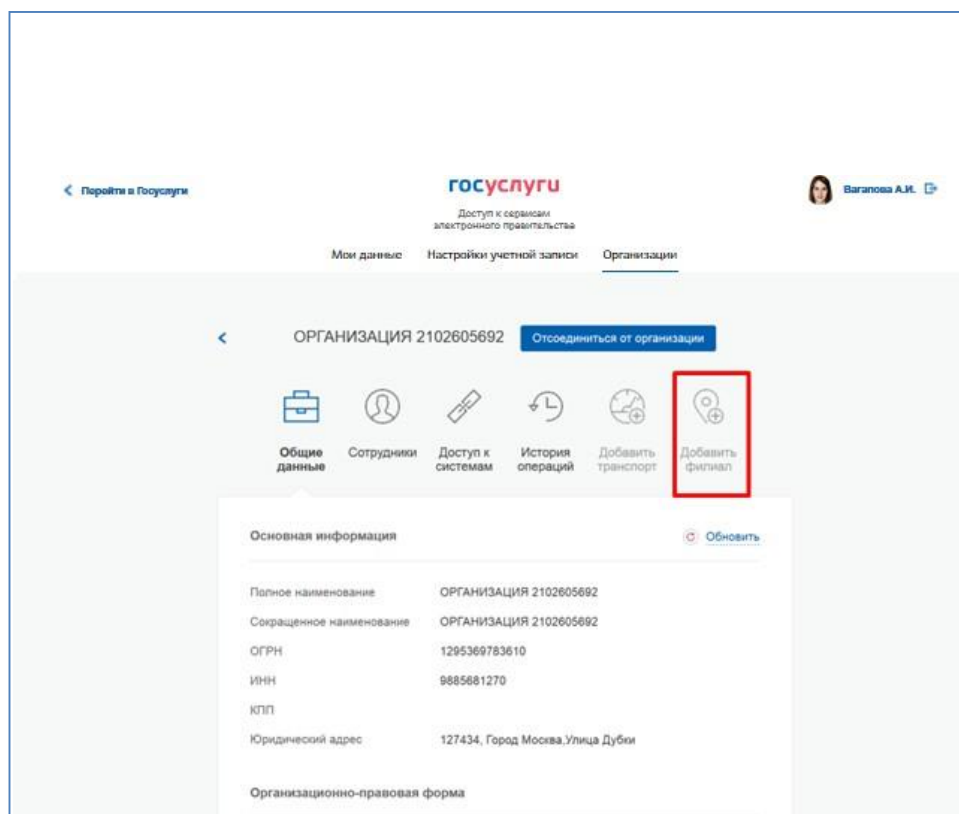 Перейти в Госуслуги
госуслуги
Вагапова А.И.
Доступ к сервисам
электронного правительства
Мои данные Настройки учетной записи Организации
ОРГАНИЗАЦИЯ 2102605692 Отсоединиться от организации
Общие данные
Сотрудники
Доступ к системам
История операций
Добавить транспорт
Добавить филиал
Основная информация Обновить
Полное наименование ОРГАНИЗАЦИЯ 2102605692
Сокращенное наименование ОРГАНИЗАЦИЯ 2102605692
ОГРН 1295369783610
ИНН 9885681270
КПП
Юридический адрес 127434, Город Москва,Улица Дубки
Организационно-правовая форма